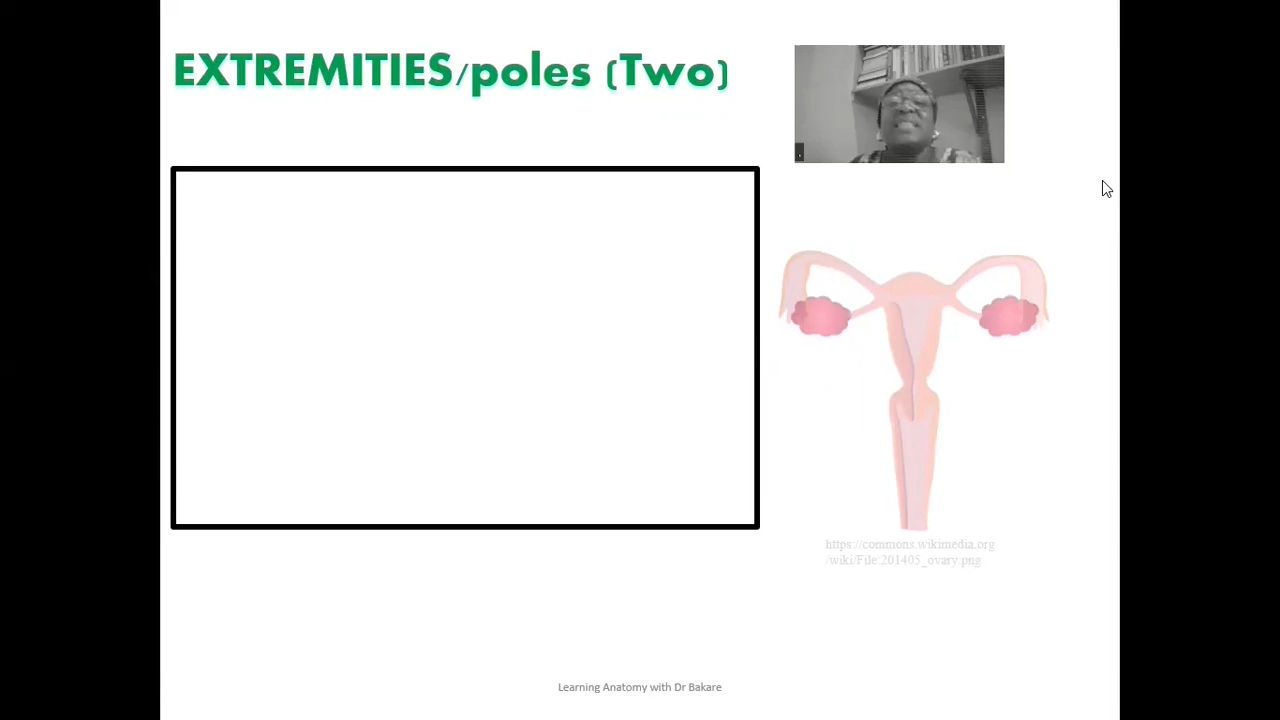 EXTREMITIES/poles (Two)
https://commons.wikimedia.org
/wiki/File:201405_ovary.png
Learning Anatomy with Dr Bakare